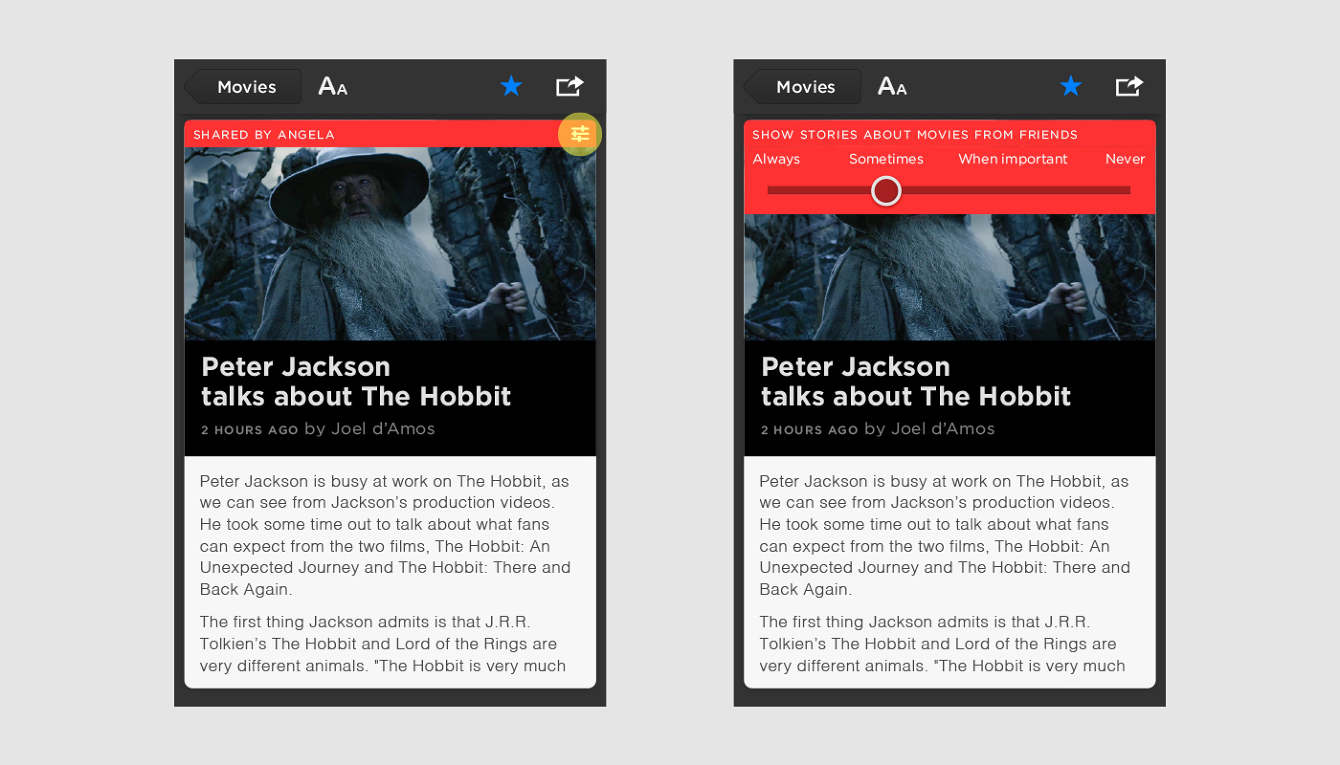 Movies
AA
SHARED BY ANGELA
Peter Jackson
talks about The Hobbit
2 HOURS AGO by Joel d’Amos
Peter Jackson is busy at work on The Hobbit, as
we can see from Jackson’s production videos.
He took some time out to talk about what fans
can expect from the two films, The Hobbit: An
Unexpected Journey and The Hobbit: There and
Back Again.
The first thing Jackson admits is that J.R.R.
Tolkien’s The Hobbit and Lord of the Rings are
very different animals. "The Hobbit is very much
Movies
AA
SHOW STORIES ABOUT MOVIES FROM FRIENDS
Always Sometimes When important Never
Peter Jackson
talks about The Hobbit
2 HOURS AGO by Joel d’Amos
Peter Jackson is busy at work on The Hobbit, as
we can see from Jackson’s production videos.
He took some time out to talk about what fans
can expect from the two films, The Hobbit: An
Unexpected Journey and The Hobbit: There and
Back Again.
The first thing Jackson admits is that J.R.R.
Tolkien’s The Hobbit and Lord of the Rings are
very different animals. "The Hobbit is very much